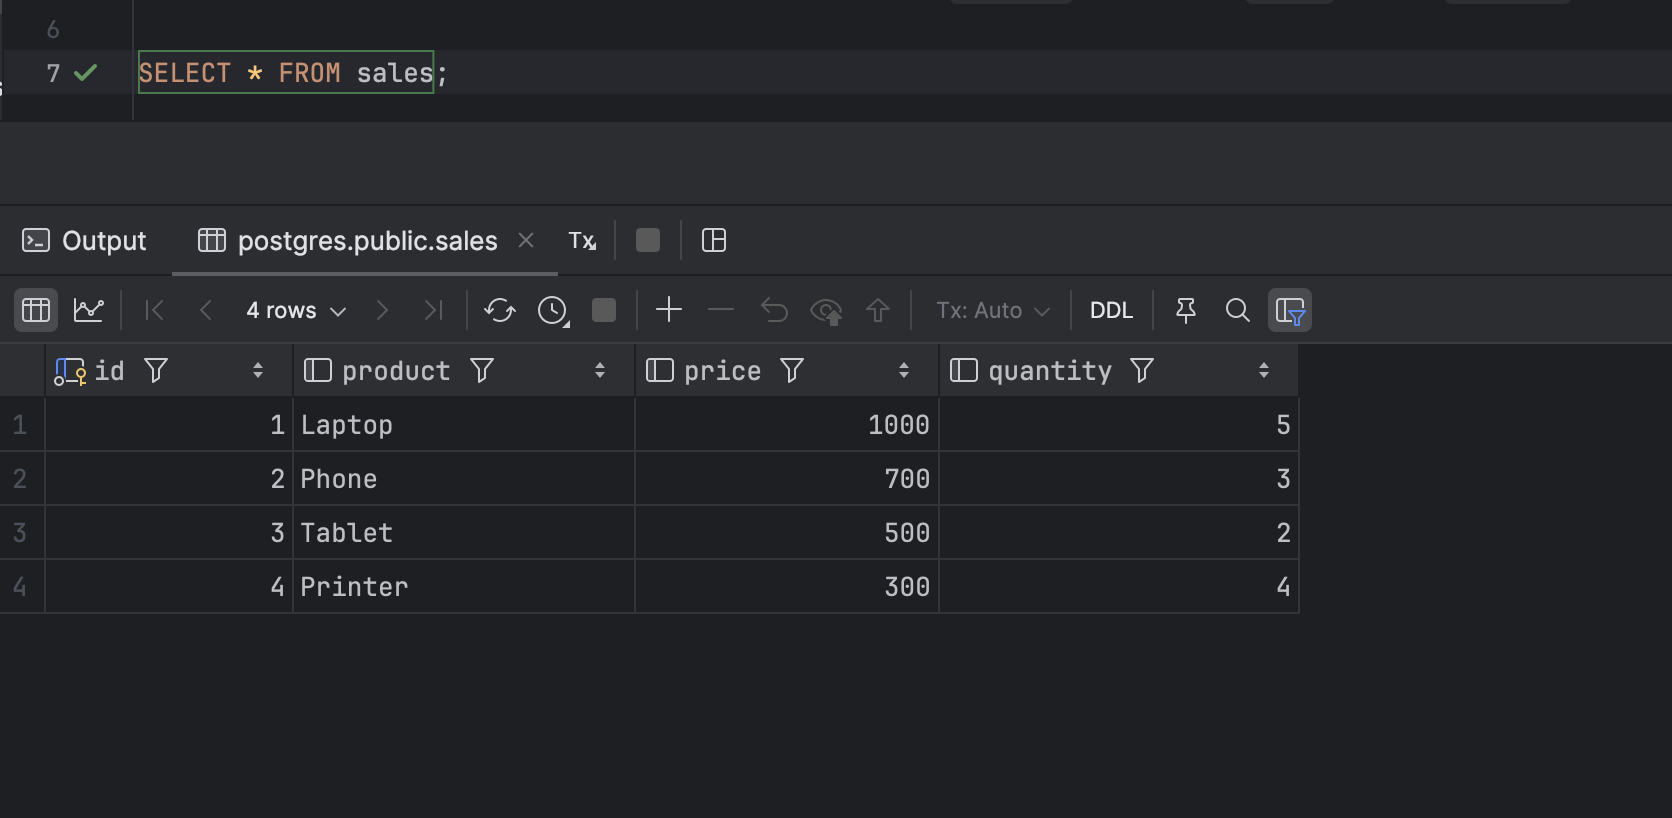 6
7 SELECT * FROM sales;
Output postgres.public.sales Tx
4 rows Tx: Auto DDL
id product price quantity
1 1 Laptop 1000 5
2 2 Phone 700 3
3 3 Tablet 500 2
4 4 Printer 300 4